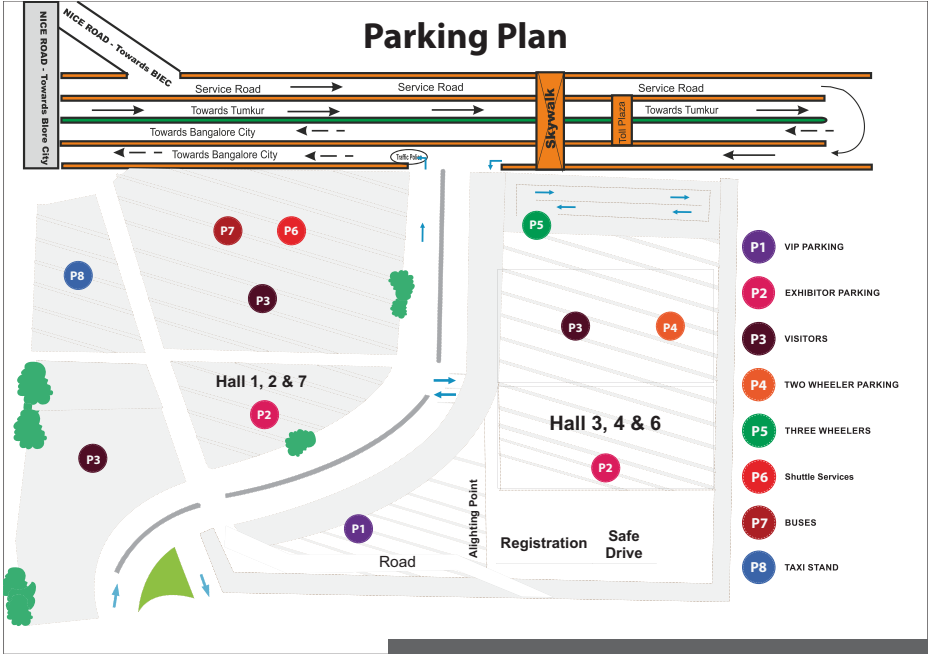 Parking Plan
NICE ROAD - Towards BIEC
NICE ROAD - Towards Blore City
Service Road
Service Road
Service Road
Towards Tumkur
Towards Tumkur
Skywalk
Toll Plaza
Towards Bangalore City
Towards Bangalore City
Traffic Police
P7
P6
P5
P8
P3
P3
P4
P1 VIP PARKING
P2 EXHIBITOR PARKING
P3 VISITORS
P4 TWO WHEELER PARKING
P5 THREE WHEELERS
P6 Shuttle Services
P7 BUSES
P8 TAXI STAND
Hall 1, 2 & 7
P2
Hall 3, 4 & 6
P2
P3
P1
Alighting Point
Registration
Safe
Drive
Road